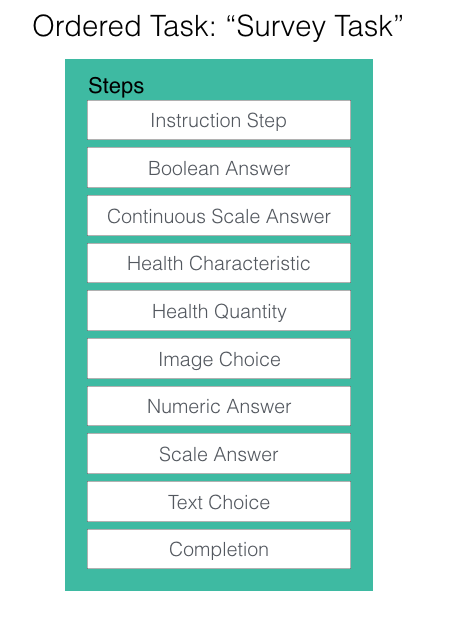 Ordered Task: “Survey Task”
Steps
Instruction Step
Boolean Answer
Continuous Scale Answer
Health Characteristic
Health Quantity
Image Choice
Numeric Answer
Scale Answer
Text Choice
Completion